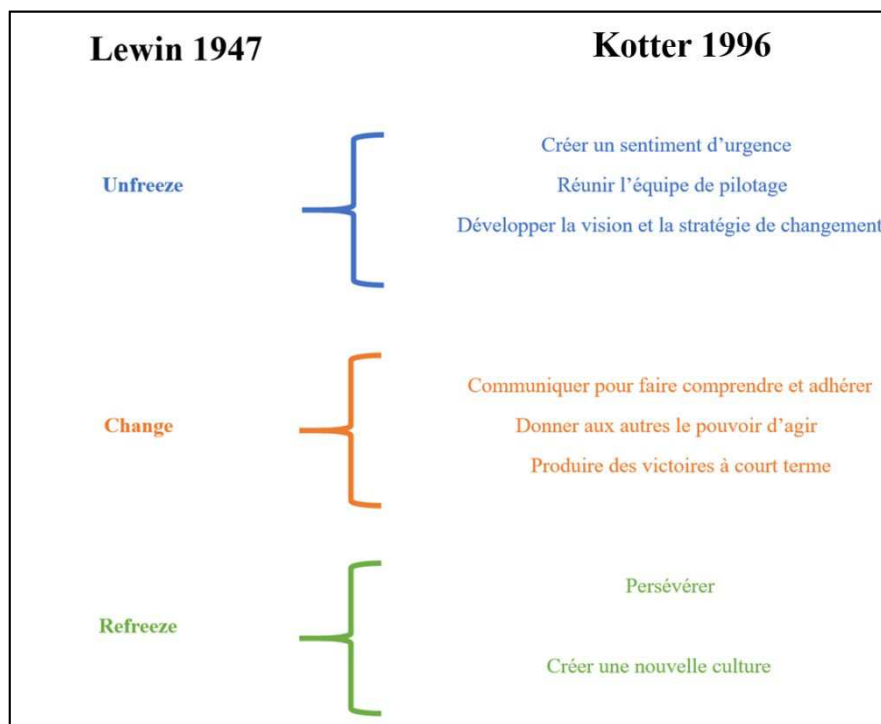 Lewin 1947
Kotter 1996
Unfreeze
Créer un sentiment d’urgence
Réunir l’équipe de pilotage
Développer la vision et la stratégie de changement
Change
Communiquer pour faire comprendre et adhérer
Donner aux autres le pouvoir d’agir
Produire des victoires à court terme
Refreeze
Persévérer
Créer une nouvelle culture